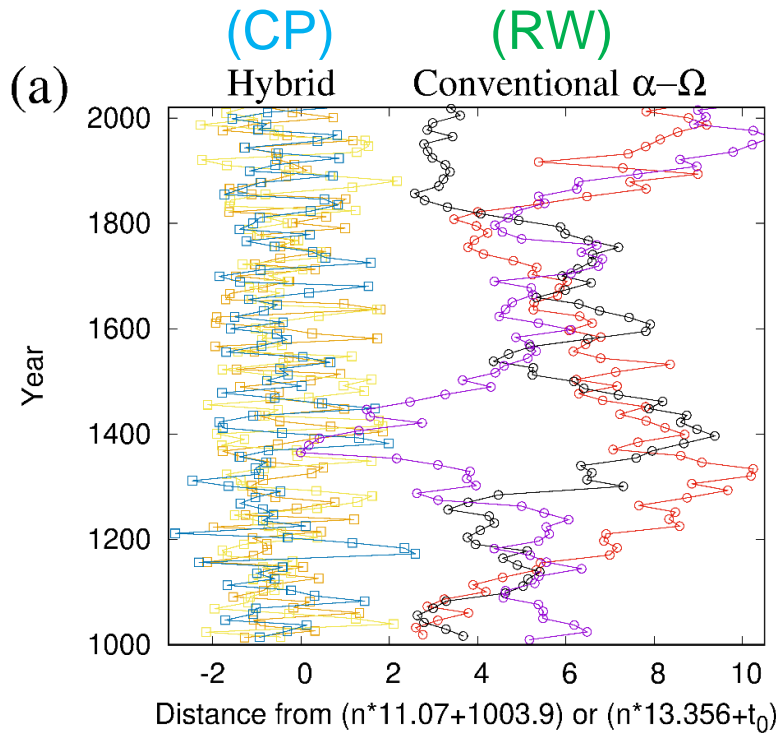 (CP) (RW)
(a) Hybrid Conventional α–Ω
2000
1800
1600
1400
1200
1000
Year
-2 0 2 4 6 8 10
Distance from (n*11.07+1003.9) or (n*13.356+t₀)